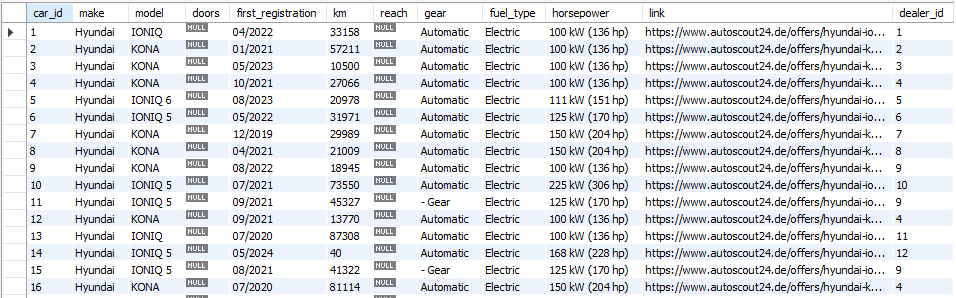 car_id make model doors first_registration km reach gear fuel_type horsepower link dealer_id
1 Hyundai IONIQ NULL 04/2022 33158 NULL Automatic Electric 100 kW (136 hp) https://www.autoscout24.de/offers/hyundai-io... 1
2 Hyundai KONA NULL 01/2021 57211 NULL Automatic Electric 100 kW (136 hp) https://www.autoscout24.de/offers/hyundai-k... 2
3 Hyundai KONA NULL 05/2023 10500 NULL Automatic Electric 100 kW (136 hp) https://www.autoscout24.de/offers/hyundai-k... 3
4 Hyundai KONA NULL 10/2021 27066 NULL Automatic Electric 100 kW (136 hp) https://www.autoscout24.de/offers/hyundai-k... 4
5 Hyundai IONIQ 6 NULL 08/2023 20978 NULL Automatic Electric 111 kW (151 hp) https://www.autoscout24.de/offers/hyundai-io... 5
6 Hyundai IONIQ 5 NULL 05/2022 31971 NULL Automatic Electric 125 kW (170 hp) https://www.autoscout24.de/offers/hyundai-io... 6
7 Hyundai KONA NULL 12/2019 29989 NULL Automatic Electric 150 kW (204 hp) https://www.autoscout24.de/offers/hyundai-k... 7
8 Hyundai KONA NULL 04/2021 21009 NULL Automatic Electric 150 kW (204 hp) https://www.autoscout24.de/offers/hyundai-k... 8
9 Hyundai KONA NULL 08/2022 18945 NULL Automatic Electric 100 kW (136 hp) https://www.autoscout24.de/offers/hyundai-k... 9
10 Hyundai IONIQ 5 NULL 07/2021 73550 NULL Automatic Electric 225 kW (306 hp) https://www.autoscout24.de/offers/hyundai-io... 10
11 Hyundai IONIQ 5 NULL 09/2021 45327 NULL - Gear Electric 125 kW (170 hp) https://www.autoscout24.de/offers/hyundai-io... 9
12 Hyundai KONA NULL 09/2021 13770 NULL Automatic Electric 100 kW (136 hp) https://www.autoscout24.de/offers/hyundai-k... 4
13 Hyundai IONIQ NULL 07/2020 87308 NULL Automatic Electric 100 kW (136 hp) https://www.autoscout24.de/offers/hyundai-io... 11
14 Hyundai IONIQ 5 NULL 05/2024 40 NULL Automatic Electric 168 kW (228 hp) https://www.autoscout24.de/offers/hyundai-io... 12
15 Hyundai IONIQ 5 NULL 08/2021 41322 NULL - Gear Electric 125 kW (170 hp) https://www.autoscout24.de/offers/hyundai-io... 9
16 Hyundai KONA NULL 07/2020 81114 NULL Automatic Electric 150 kW (204 hp) https://www.autoscout24.de/offers/hyundai-k... 4